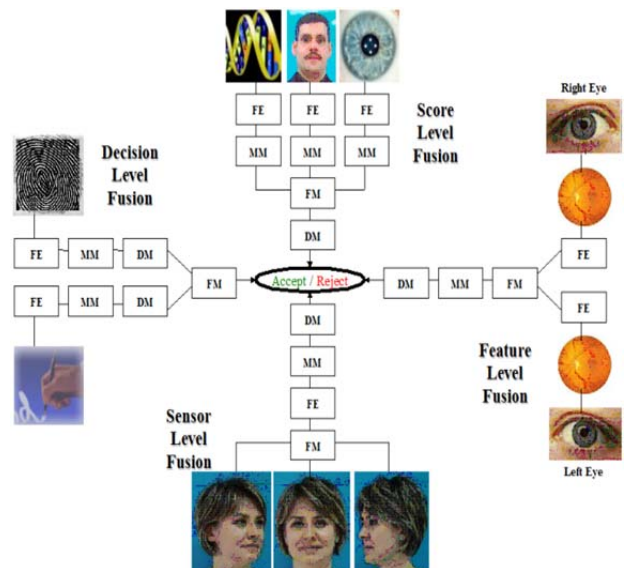 FE
FE
FE
MM
MM
MM
FM
DM
Score
Level
Fusion
Decision
Level
Fusion
FE
MM
DM
FE
MM
DM
FM
Accept / Reject
Right Eye
FE
DM
MM
FM
FE
Feature
Level
Fusion
Left Eye
DM
MM
FE
FM
Sensor
Level
Fusion